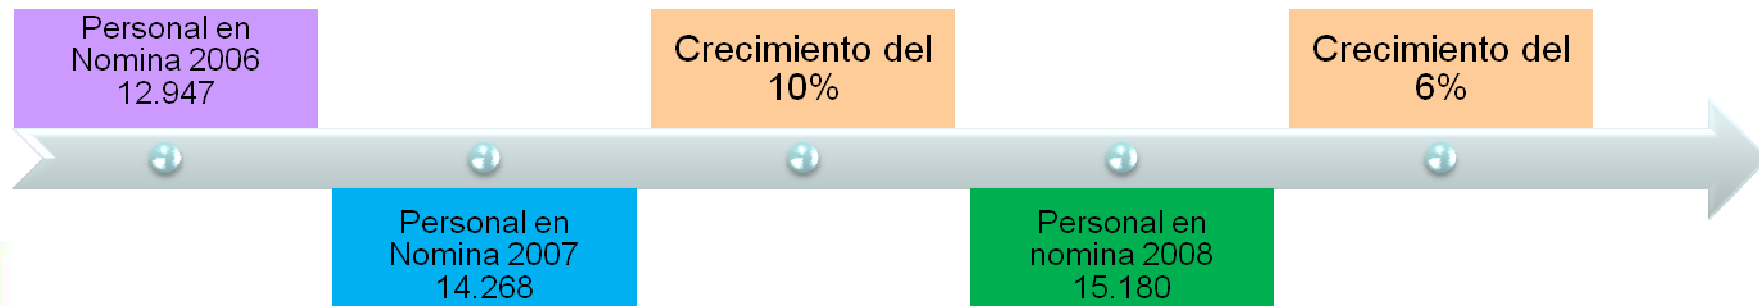 Personal en
Nomina 2006
12.947
Personal en
Nomina 2007
14.268
Crecimiento del
10%
Personal en
nomina 2008
15.180
Crecimiento del
6%